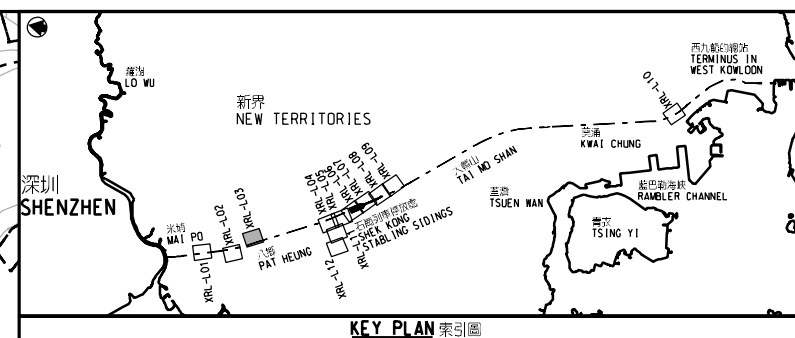 羅湖
LO WU
新界
NEW TERRITORIES
深圳
SHENZHEN
米埔
MAI PO
XRL-L01
XRL-L02
XRL-L03
八鄉
PAT HEUNG
XRL-L04
XRL-L05
XRL-L06
XRL-L07
XRL-L08
XRL-L09
石崗列車停放處
SHEK KONG
STABLING SIDINGS
XRL-L12
大帽山
TAI MO SHAN
荃灣
TSUEN WAN
葵涌
KWAI CHUNG
XRL-L10
西九龍的總站
TERMINUS IN
WEST KOWLOON
藍巴勒海峽
RAMBLER CHANNEL
青衣
TSING YI
KEY PLAN 索引圖